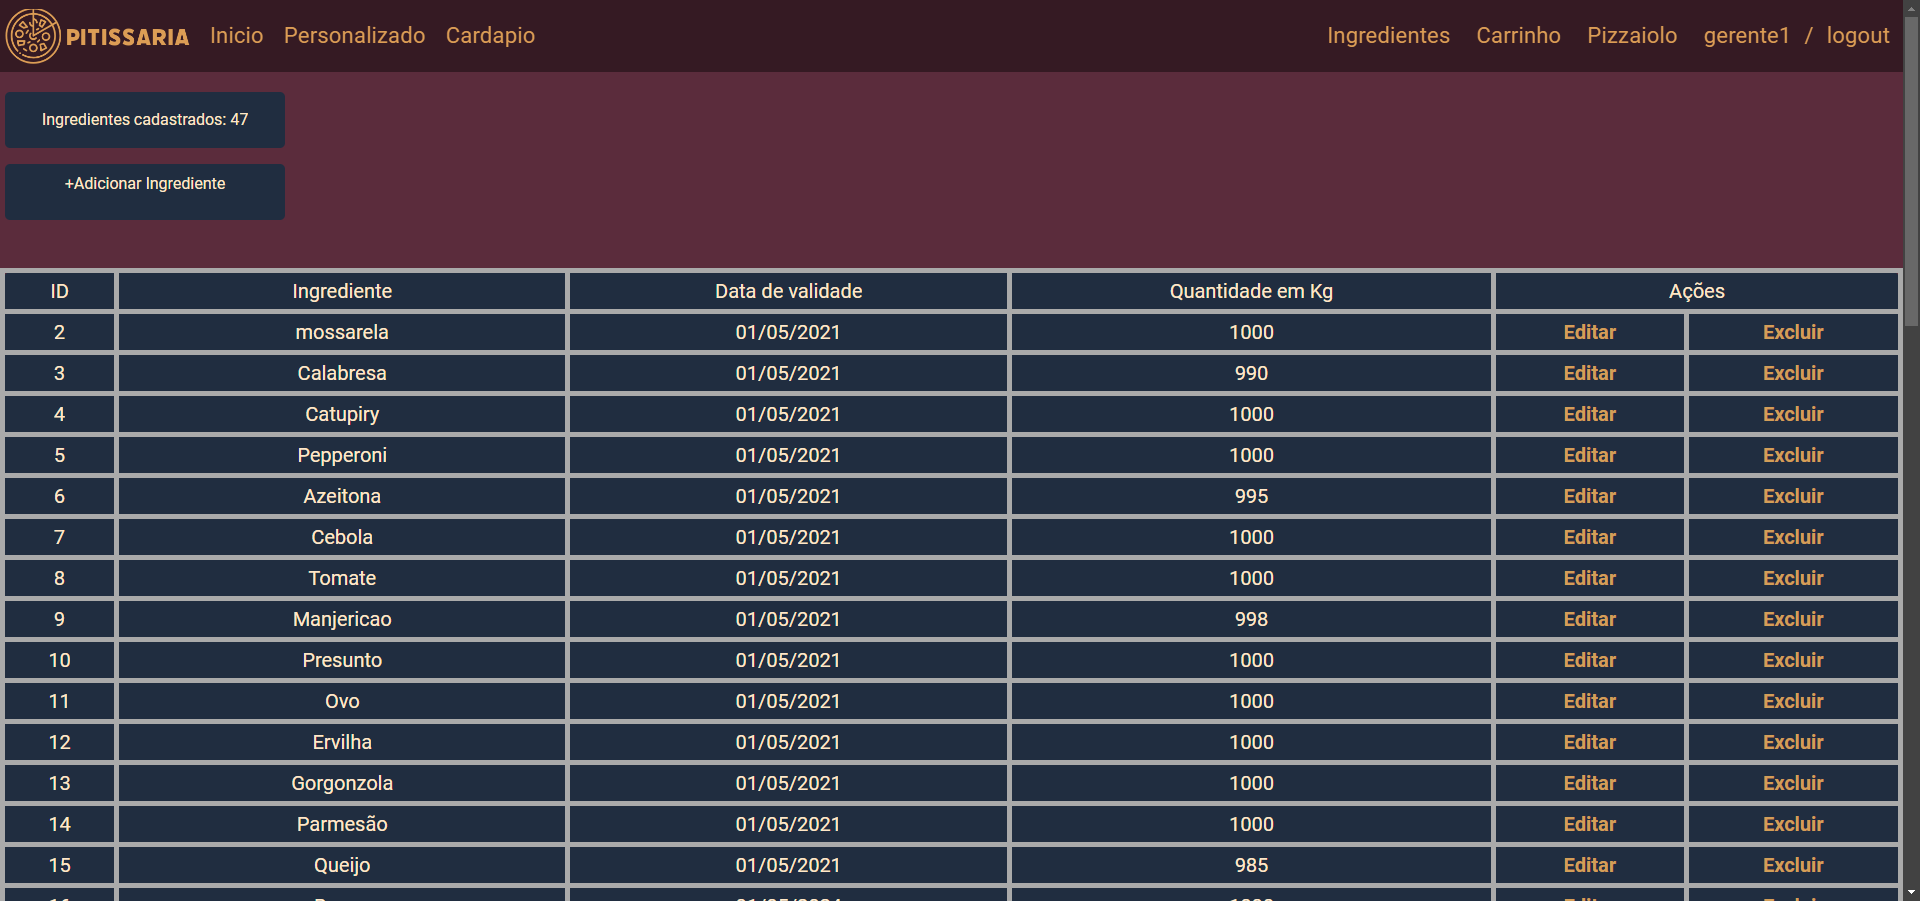 PITISSARIA Inicio Personalizado Cardapio Ingredientes Carrinho Pizzaiolo gerente1 / logout
Ingredientes cadastrados: 47
+Adicionar Ingrediente
ID Ingrediente Data de validade Quantidade em Kg Ações
2 mossarela 01/05/2021 1000 Editar Excluir
3 Calabresa 01/05/2021 990 Editar Excluir
4 Catupiry 01/05/2021 1000 Editar Excluir
5 Pepperoni 01/05/2021 1000 Editar Excluir
6 Azeitona 01/05/2021 995 Editar Excluir
7 Cebola 01/05/2021 1000 Editar Excluir
8 Tomate 01/05/2021 1000 Editar Excluir
9 Manjericao 01/05/2021 998 Editar Excluir
10 Presunto 01/05/2021 1000 Editar Excluir
11 Ovo 01/05/2021 1000 Editar Excluir
12 Ervilha 01/05/2021 1000 Editar Excluir
13 Gorgonzola 01/05/2021 1000 Editar Excluir
14 Parmesão 01/05/2021 1000 Editar Excluir
15 Queijo 01/05/2021 985 Editar Excluir